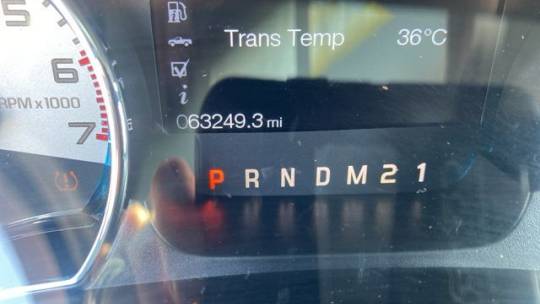 5
6
RPM x1000
7
Trans Temp 36°C
i
063249.3 mi
P R N D M 2 1